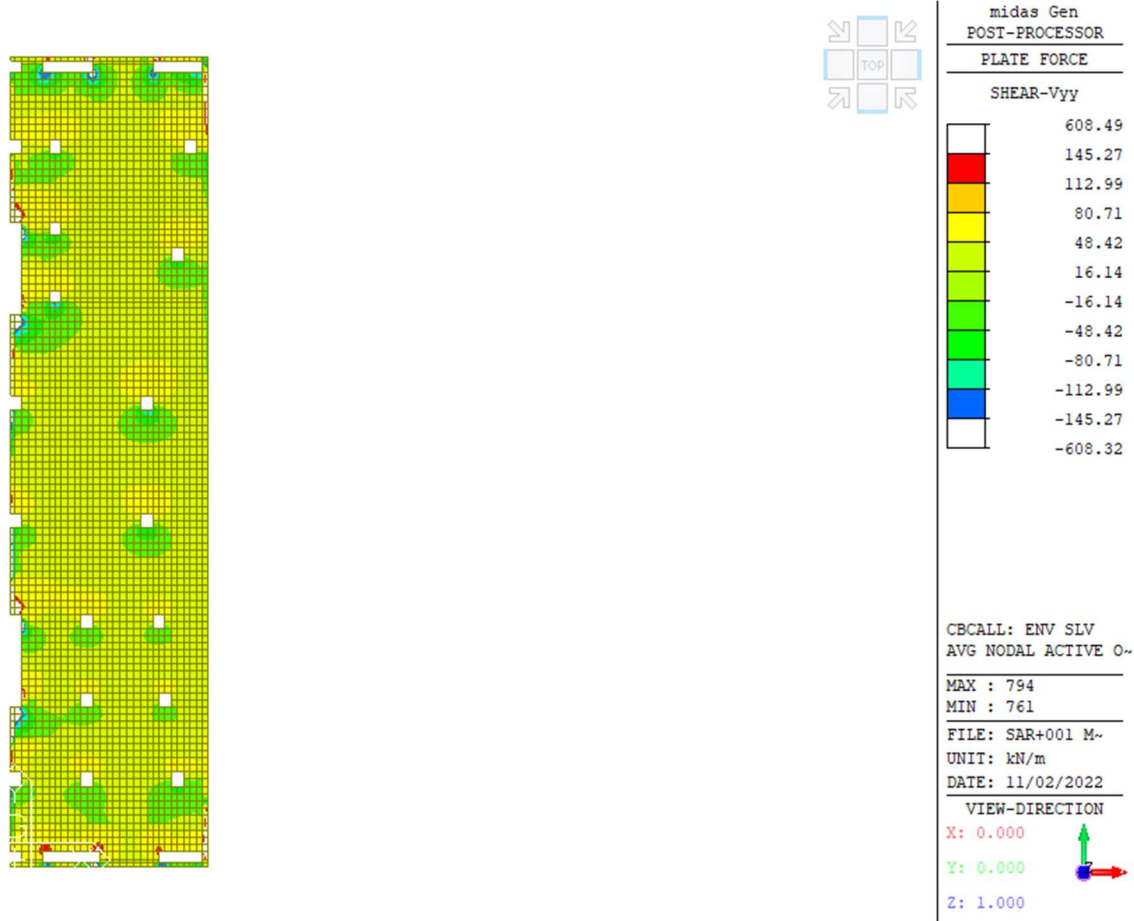 TOP
midas Gen
POST-PROCESSOR
PLATE FORCE
SHEAR-Vyy
608.49
145.27
112.99
80.71
48.42
16.14
-16.14
-48.42
-80.71
-112.99
-145.27
-608.32
CBCALL: ENV SLV
AVG NODAL ACTIVE O~
MAX : 794
MIN : 761
FILE: SAR+001 M~
UNIT: kN/m
DATE: 11/02/2022
VIEW-DIRECTION
X: 0.000
Y: 0.000
Z: 1.000